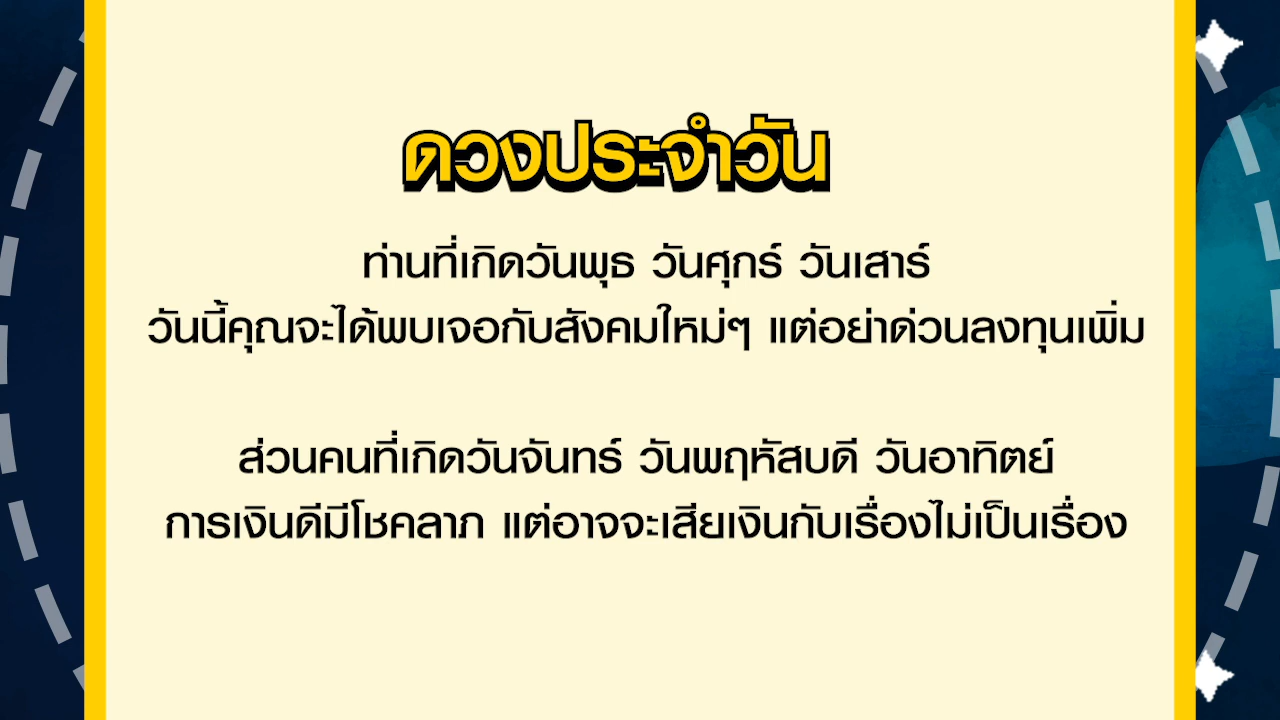 ดวงประจำวัน
ท่านที่เกิดวันพุธ วันศุกร์ วันเสาร์
วันนี้คุณจะได้พบเจอกับสังคมใหม่ๆ แต่อย่าด่วนลงทุนเพิ่ม
ส่วนคนที่เกิดวันจันทร์ วันพฤหัสบดี วันอาทิตย์
การเงินดีมีโชคลาภ แต่อาจจะเสียเงินกับเรื่องไม่เป็นเรื่อง